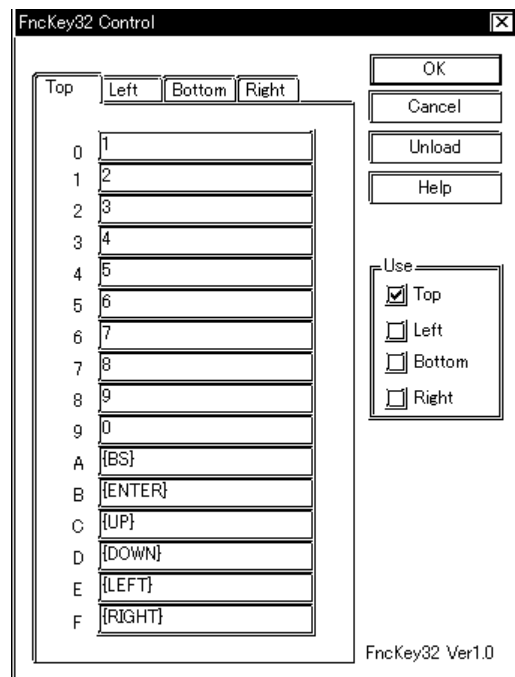 FncKey32 Control
Top Left Bottom Right
0 1
1 2
2 3
3 4
4 5
5 6
6 7
7 8
8 9
9 0
A {BS}
B {ENTER}
C {UP}
D {DOWN}
E {LEFT}
F {RIGHT}
OK
Cancel
Unload
Help
Use
Top
Left
Bottom
Right
FncKey32 Ver1.0